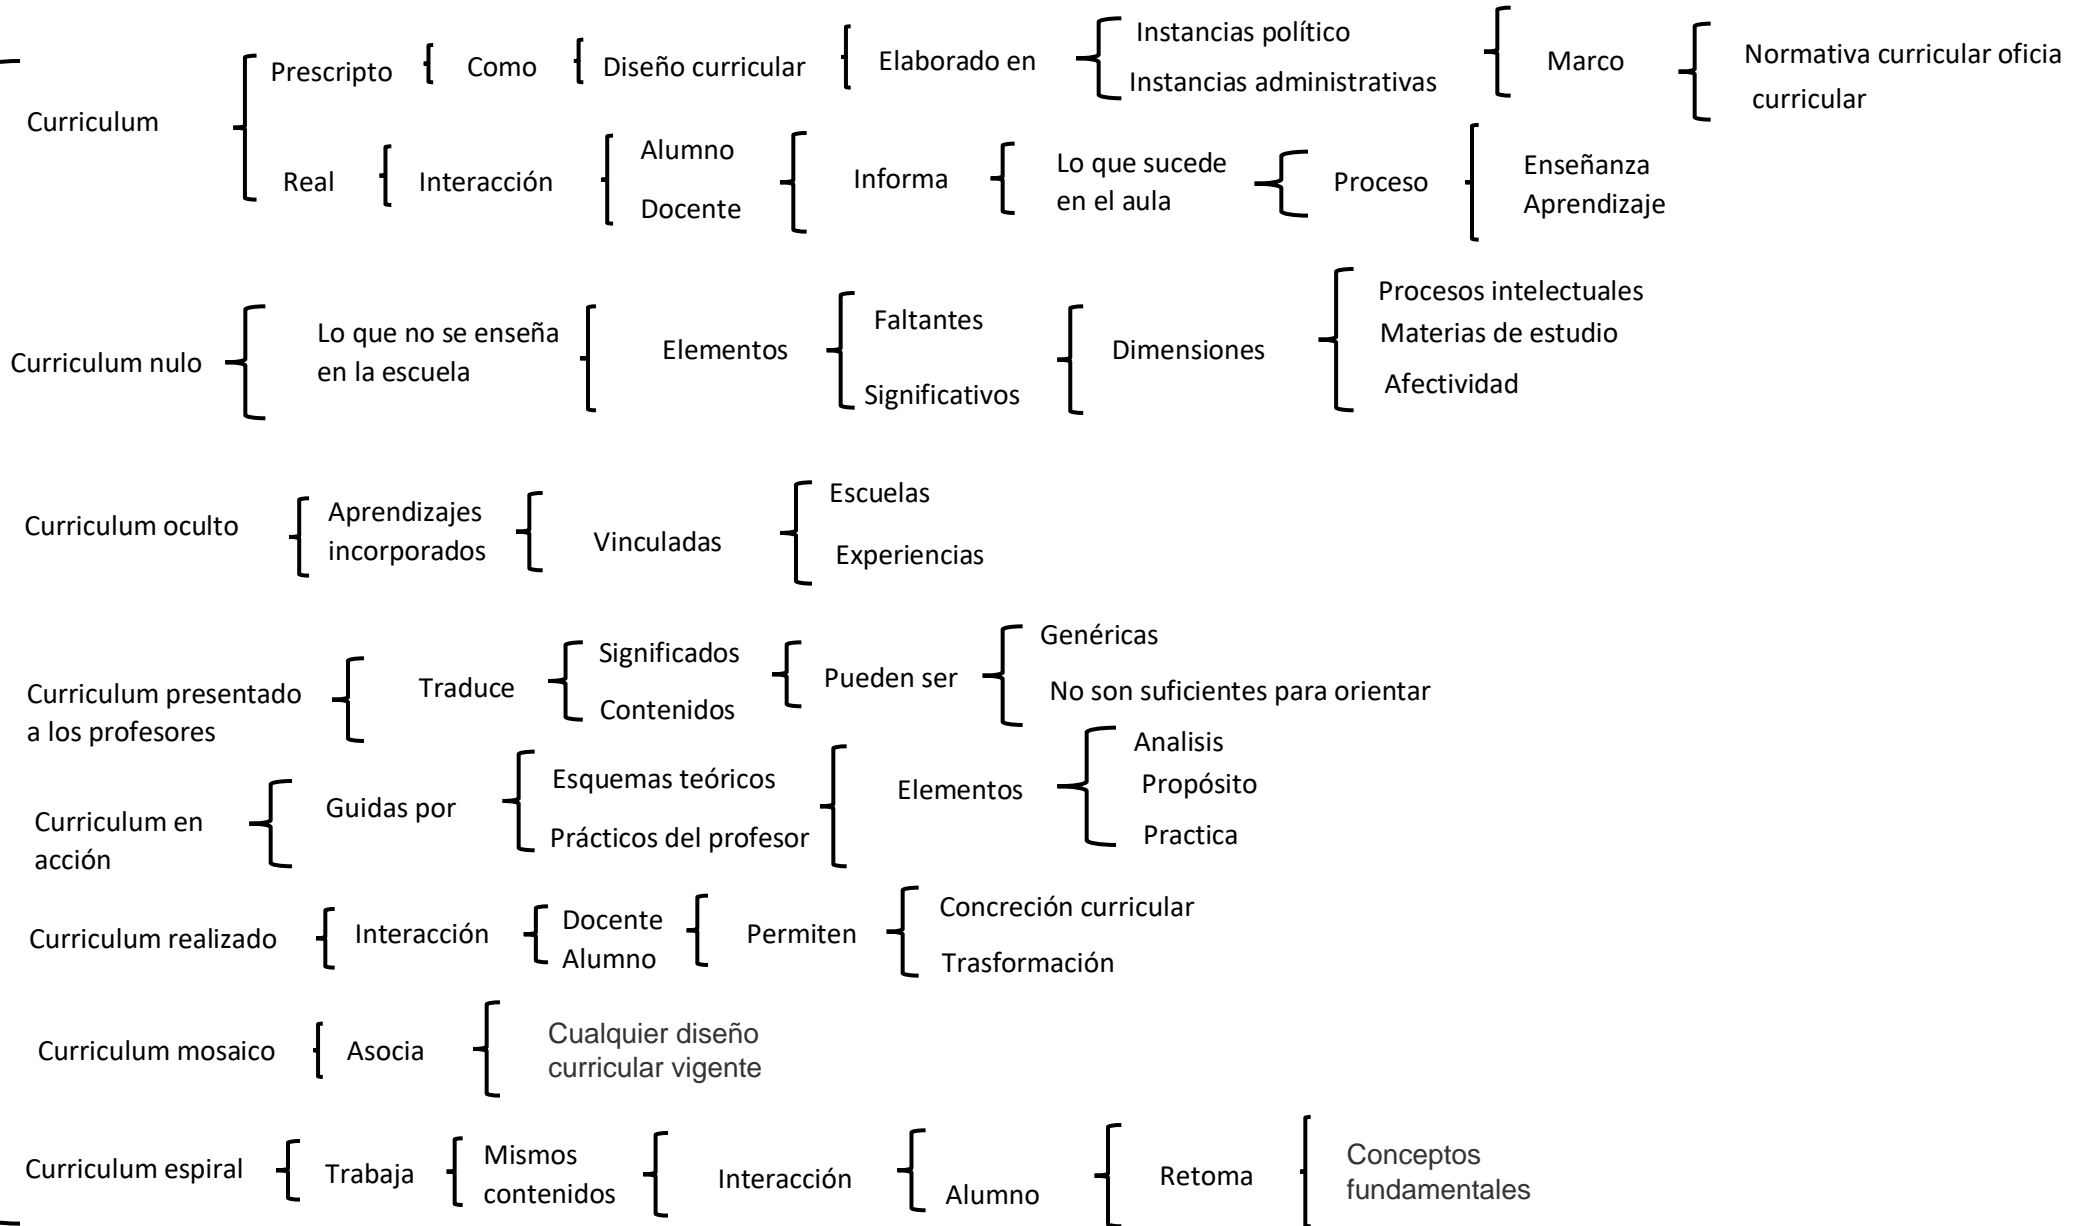 Curriculum
Prescripto
Como
Diseño curricular
Elaborado en
Instancias político
Instancias administrativas
Marco
Normativa curricular oficia
curricular
Real
Interacción
Alumno
Docente
Informa
Lo que sucede
en el aula
Proceso
Enseñanza
Aprendizaje
Curriculum nulo
Lo que no se enseña
en la escuela
Elementos
Faltantes
Significativos
Dimensiones
Procesos intelectuales
Materias de estudio
Afectividad
Curriculum oculto
Aprendizajes
incorporados
Vinculadas
Escuelas
Experiencias
Curriculum presentado
a los profesores
Traduce
Significados
Contenidos
Pueden ser
Genéricas
No son suficientes para orientar
Curriculum en
acción
Guidas por
Esquemas teóricos
Prácticos del profesor
Elementos
Analisis
Propósito
Practica
Curriculum realizado
Interacción
Docente
Alumno
Permiten
Concreción curricular
Trasformación
Curriculum mosaico
Asocia
Cualquier diseño
curricular vigente
Curriculum espiral
Trabaja
Mismos
contenidos
Interacción
Alumno
Retoma
Conceptos
fundamentales